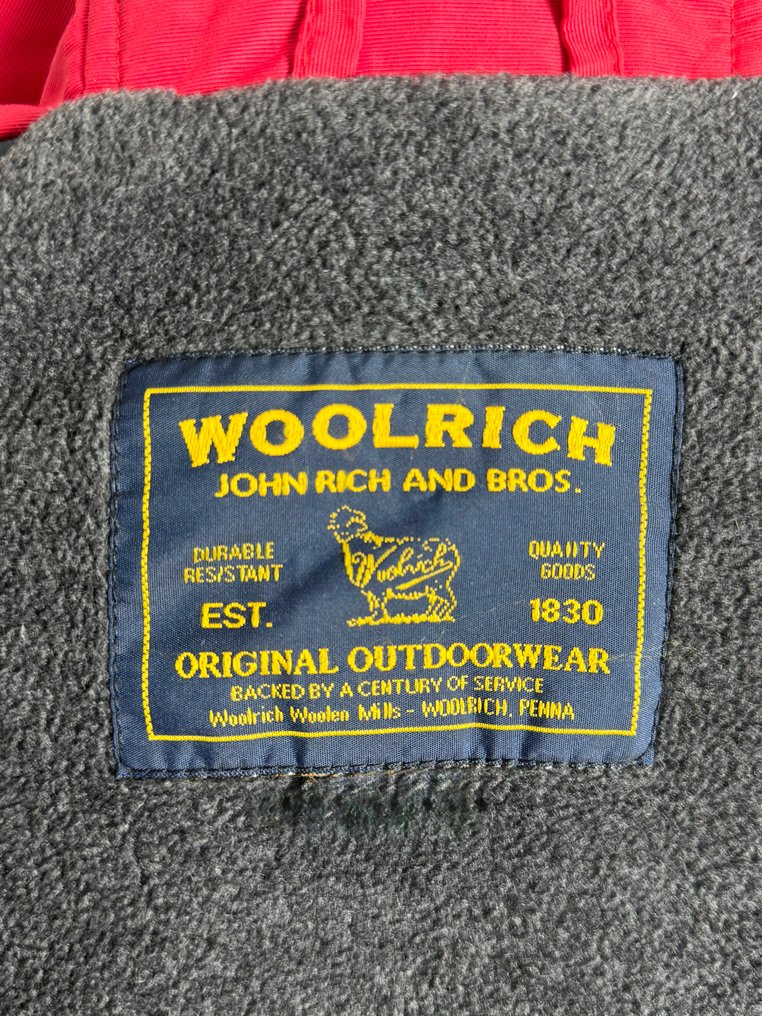 WOOLRICH
JOHN RICH AND BROS.
DURABLE
RESISTANT
Woolrich
QUALITY
GOODS
EST.
1830
ORIGINAL OUTDOORWEAR
BACKED BY A CENTURY OF SERVICE
Woolrich Woolen Mills - WOOLRICH, PENNA